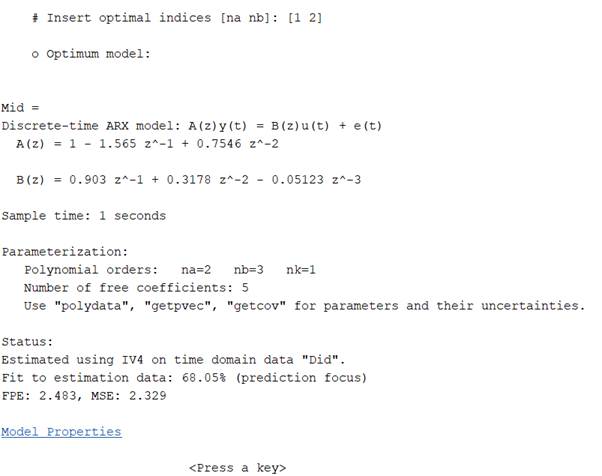 # Insert optimal indices [na nb]: [1 2]
o Optimum model:
Mid =
Discrete-time ARX model: A(z)y(t) = B(z)u(t) + e(t)
A(z) = 1 - 1.565 z^-1 + 0.7546 z^-2
B(z) = 0.903 z^-1 + 0.3178 z^-2 - 0.05123 z^-3
Sample time: 1 seconds
Parameterization:
Polynomial orders: na=2 nb=3 nk=1
Number of free coefficients: 5
Use "polydata", "getpvec", "getcov" for parameters and their uncertainties.
Status:
Estimated using IV4 on time domain data "Did".
Fit to estimation data: 68.05% (prediction focus)
FPE: 2.483, MSE: 2.329
Model Properties
<Press a key>